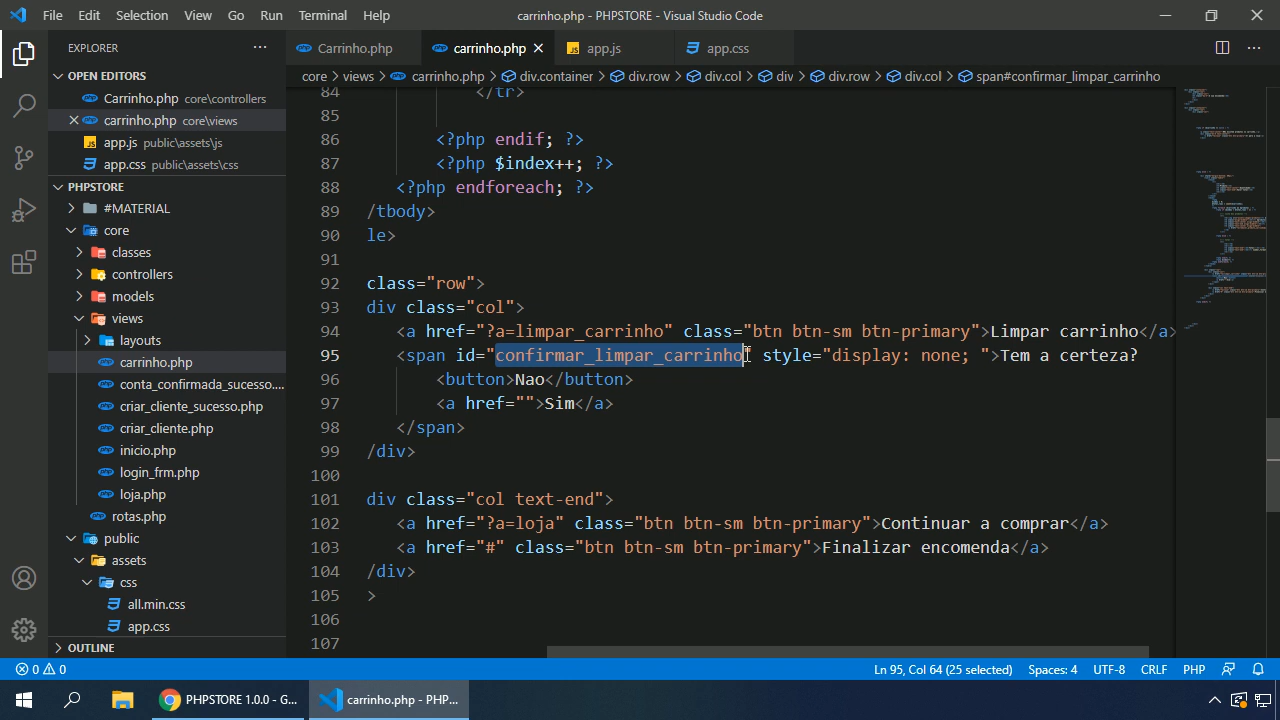 File Edit Selection View Go Run Terminal Help
carrinho.php - PHPSTORE - Visual Studio Code
EXPLORER
Carrinho.php
carrinho.php
app.js
app.css
core > views > carrinho.php > div.container > div.row > div.col > div > div.row > div.col > span#confirmar_limpar_carrinho
OPEN EDITORS
Carrinho.php core\controllers
carrinho.php core\views
app.js public\assets\js
app.css public\assets\css
PHPSTORE
#MATERIAL
core
classes
controllers
models
views
layouts
carrinho.php
conta_confirmada_sucesso....
criar_cliente_sucesso.php
criar_cliente.php
inicio.php
login_frm.php
loja.php
rotas.php
public
assets
css
all.min.css
app.css
OUTLINE
84 </tr>
85
86 <?php endif; ?>
87 <?php $index++; ?>
88 <?php endforeach; ?>
89 /tbody>
90 le>
91
92 class="row">
93 div class="col">
94 <a href="?a=limpar_carrinho" class="btn btn-sm btn-primary">Limpar carrinho</a>
95 <span id="confirmar_limpar_carrinho" style="display: none; ">Tem a certeza?
96 <button>Nao</button>
97 <a href="">Sim</a>
98 </span>
99 /div>
100
101 div class="col text-end">
102 <a href="?a=loja" class="btn btn-sm btn-primary">Continuar a comprar</a>
103 <a href="#" class="btn btn-sm btn-primary">Finalizar encomenda</a>
104 /div>
105 >
106
107
0 0
Ln 95, Col 64 (25 selected) Spaces: 4 UTF-8 CRLF PHP
PHPSTORE 1.0.0 - G...
carrinho.php - PHP...